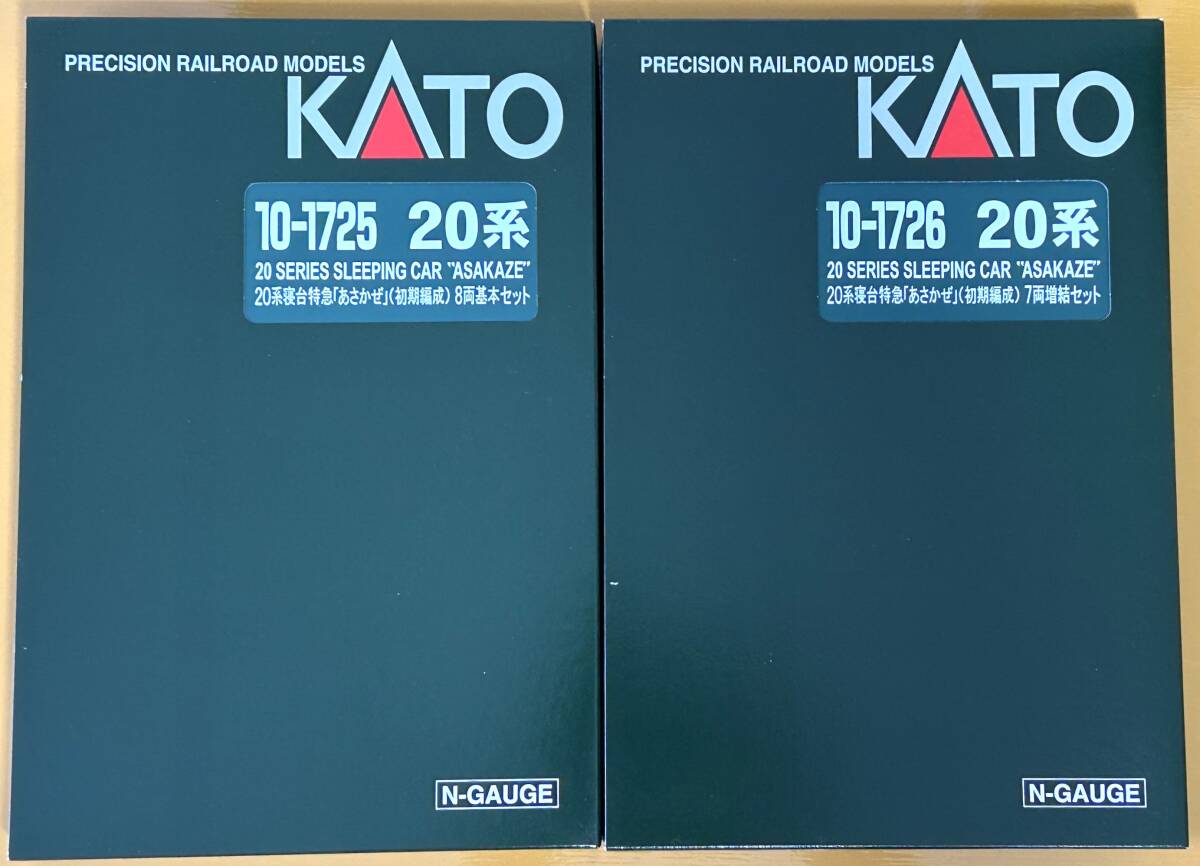 PRECISION RAILROAD MODELS
KATO
10-1725 20系
20 SERIES SLEEPING CAR "ASAKAZE"
20系寝台特急「あさかぜ」(初期編成) 8両基本セット
N-GAUGE
PRECISION RAILROAD MODELS
KATO
10-1726 20系
20 SERIES SLEEPING CAR "ASAKAZE"
20系寝台特急「あさかぜ」(初期編成) 7両増結セット
N-GAUGE